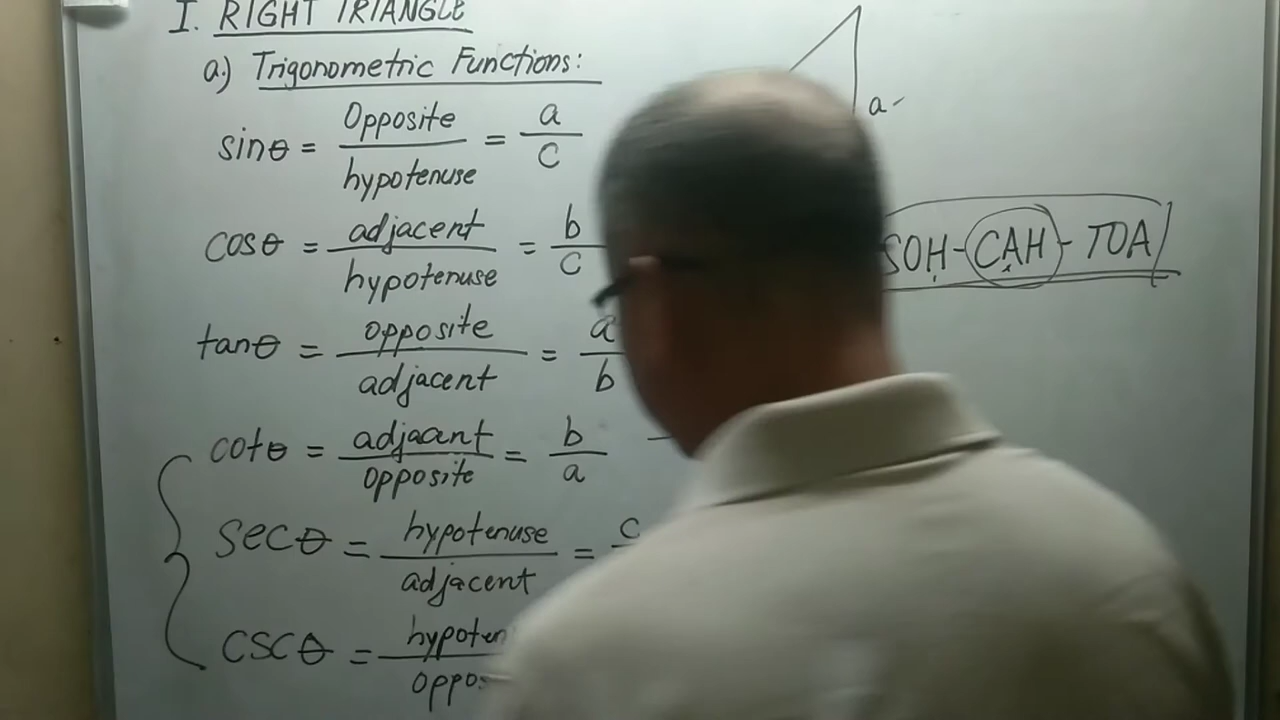 I. RIGHT TRIANGLE
a.) Trigonometric Functions:
sinθ = Opposite / hypotenuse = a / c
a
cosθ = adjacent / hypotenuse = b / c
SOH-CAH-TOA
tanθ = opposite / adjacent = a / b
cotθ = adjacent / opposite = b / a
secθ = hypotenuse / adjacent = c
cscθ = hypoten / oppos